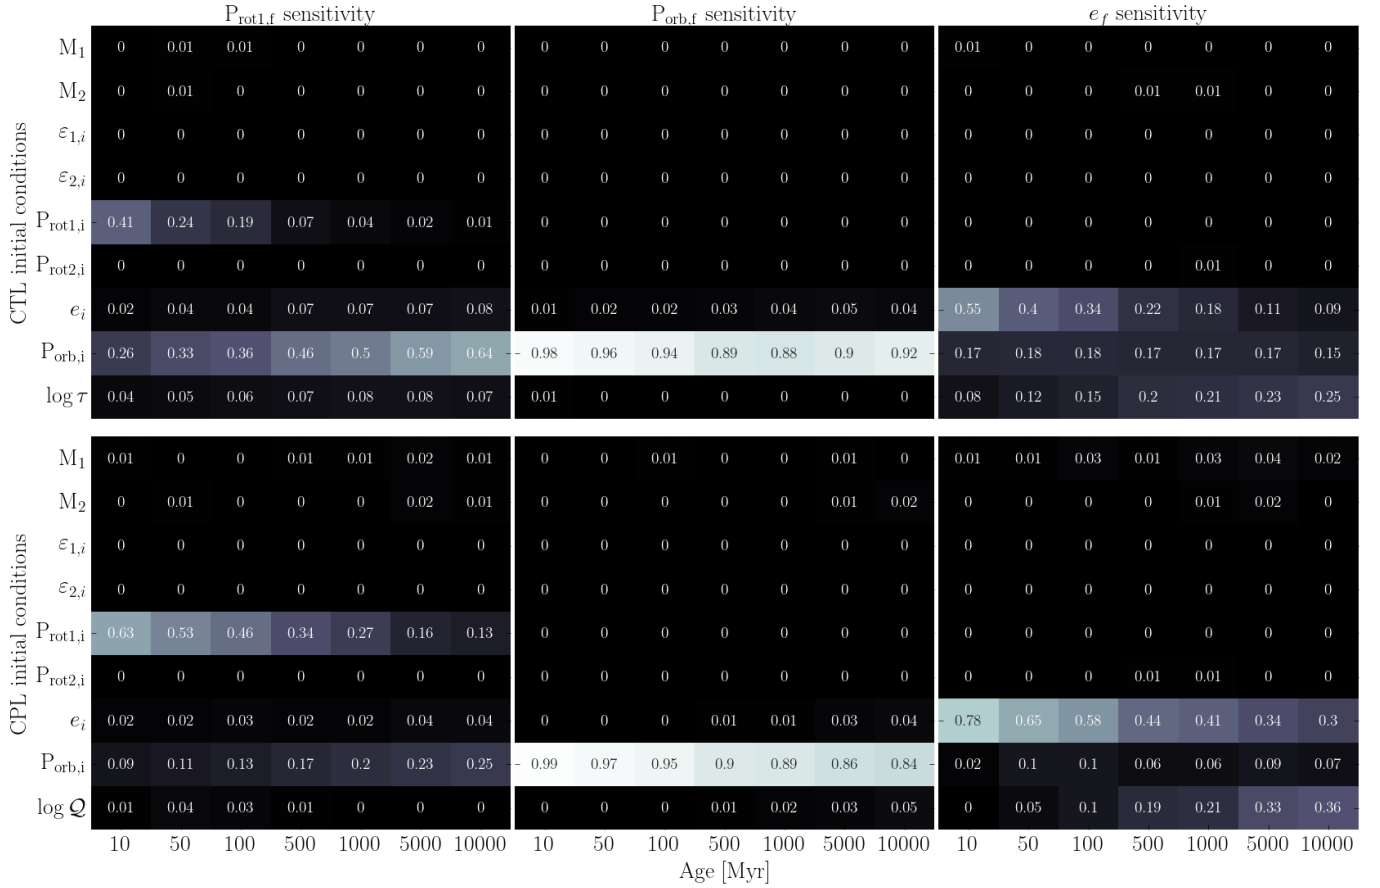 P_rot1,f sensitivity P_orb,f sensitivity e_f sensitivity
CTL initial conditions
M_1 0 0.01 0.01 0 0 0 0 0 0 0 0 0 0 0 0.01 0 0 0 0 0 0
M_2 0 0.01 0 0 0 0 0 0 0 0 0 0 0 0 0 0 0 0.01 0.01 0 0
ε_1,i 0 0 0 0 0 0 0 0 0 0 0 0 0 0 0 0 0 0 0 0 0
ε_2,i 0 0 0 0 0 0 0 0 0 0 0 0 0 0 0 0 0 0 0 0 0
P_rot1,i 0.41 0.24 0.19 0.07 0.04 0.02 0.01 0 0 0 0 0 0 0 0 0 0 0 0 0 0
P_rot2,i 0 0 0 0 0 0 0 0 0 0 0 0 0 0 0 0 0 0 0.01 0 0
e_i 0.02 0.04 0.04 0.07 0.07 0.07 0.08 0.01 0.02 0.02 0.03 0.04 0.05 0.04 0.55 0.4 0.34 0.22 0.18 0.11 0.09
P_orb,i 0.26 0.33 0.36 0.46 0.5 0.59 0.64 0.98 0.96 0.94 0.89 0.88 0.9 0.92 0.17 0.18 0.18 0.17 0.17 0.17 0.15
log τ 0.04 0.05 0.06 0.07 0.08 0.08 0.07 0.01 0 0 0 0 0 0 0.08 0.12 0.15 0.2 0.21 0.23 0.25
CPL initial conditions
M_1 0.01 0 0 0.01 0.01 0.02 0.01 0 0 0.01 0 0 0.01 0 0.01 0.01 0.03 0.01 0.03 0.04 0.02
M_2 0 0.01 0 0 0 0.02 0.01 0 0 0 0 0 0.01 0.02 0 0 0 0 0.01 0.02 0
ε_1,i 0 0 0 0 0 0 0 0 0 0 0 0 0 0 0 0 0 0 0 0 0
ε_2,i 0 0 0 0 0 0 0 0 0 0 0 0 0 0 0 0 0 0 0 0 0
P_rot1,i 0.63 0.53 0.46 0.34 0.27 0.16 0.13 0 0 0 0 0 0 0 0 0 0 0 0 0 0
P_rot2,i 0 0 0 0 0 0 0 0 0 0 0 0 0 0 0 0 0 0.01 0.01 0 0
e_i 0.02 0.02 0.03 0.02 0.02 0.04 0.04 0 0 0 0.01 0.01 0.03 0.04 0.78 0.65 0.58 0.44 0.41 0.34 0.3
P_orb,i 0.09 0.11 0.13 0.17 0.2 0.23 0.25 0.99 0.97 0.95 0.9 0.89 0.86 0.84 0.02 0.1 0.1 0.06 0.06 0.09 0.07
log Q 0.01 0.04 0.03 0.01 0 0 0 0 0 0 0.01 0.02 0.03 0.05 0 0.05 0.1 0.19 0.21 0.33 0.36
10 50 100 500 1000 5000 10000 10 50 100 500 1000 5000 10000 10 50 100 500 1000 5000 10000
Age [Myr]